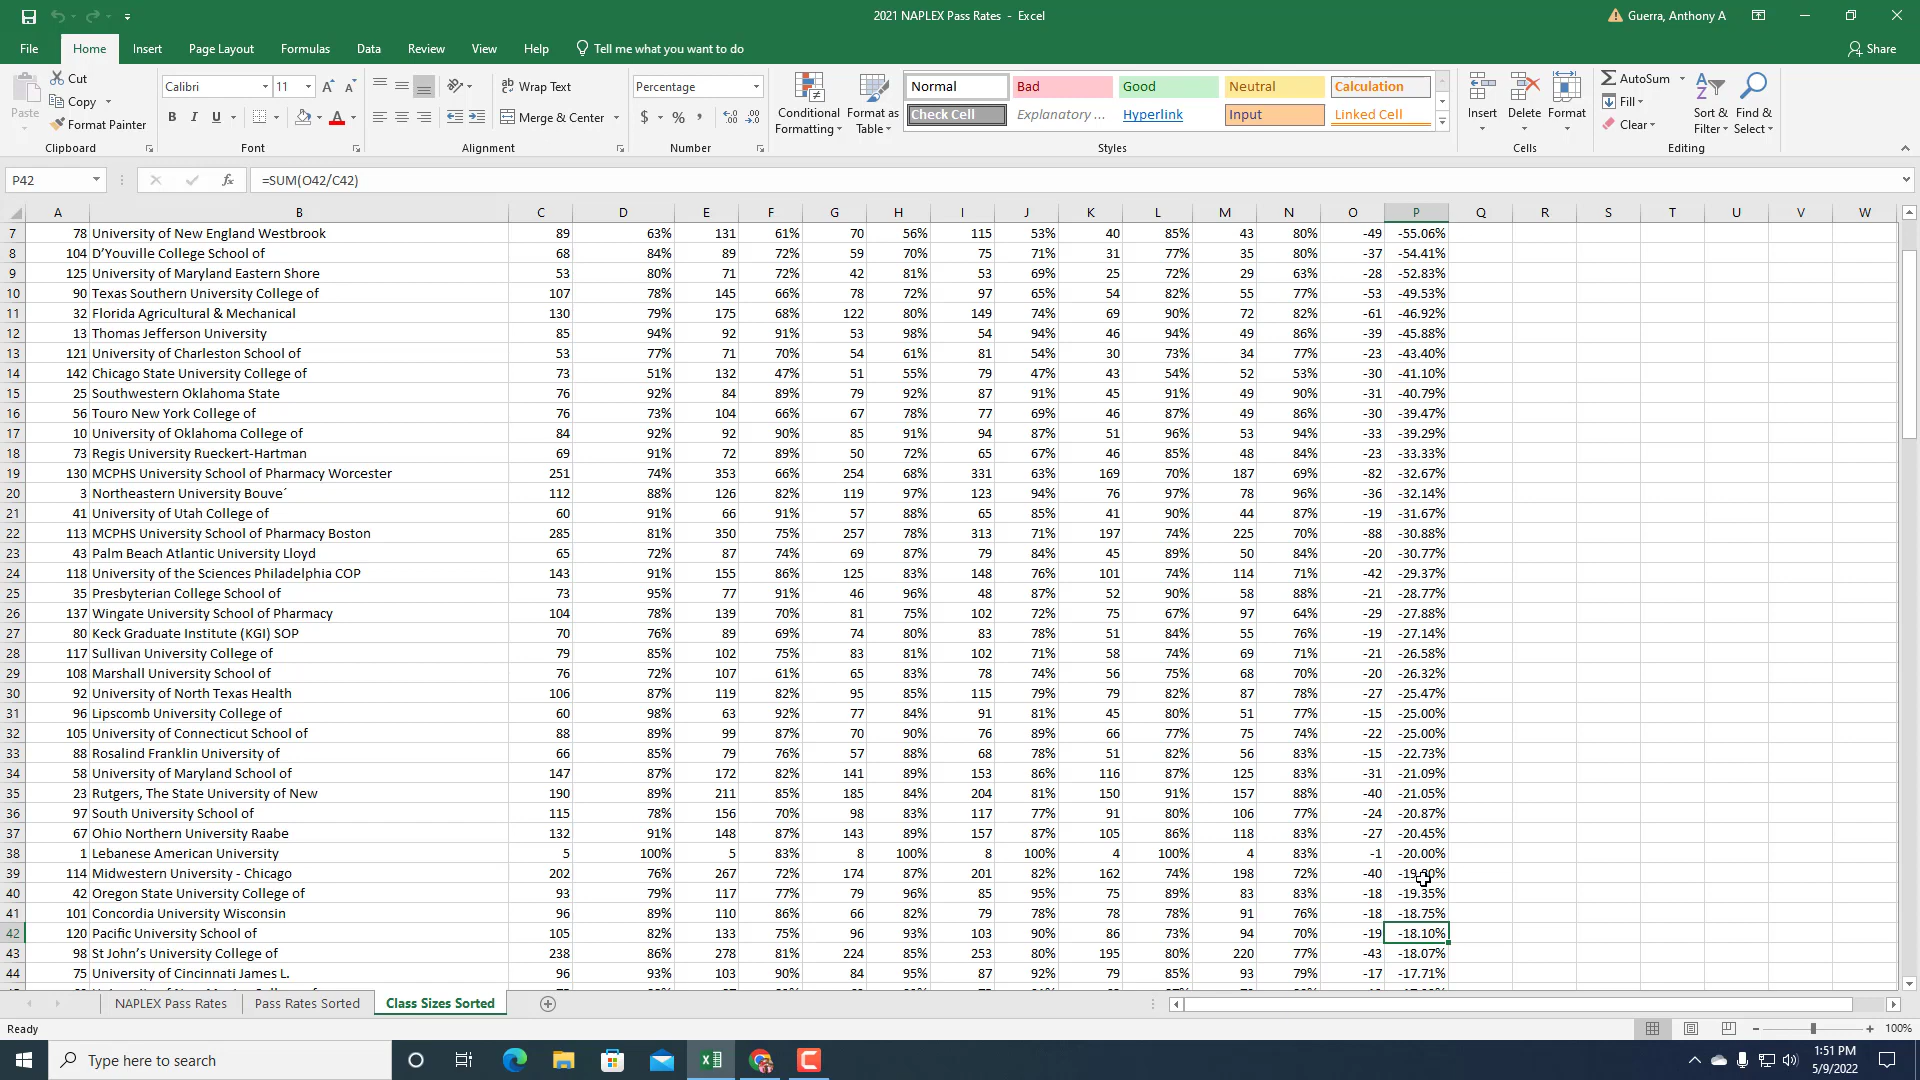 2021 NAPLEX Pass Rates - Excel
Guerra, Anthony A
File Home Insert Page Layout Formulas Data Review View Help Tell me what you want to do Share
Paste
Cut
Copy
Format Painter
Clipboard
Calibri 11 A A
B I U A
Font
ab Wrap Text
Merge & Center
Alignment
Percentage
$ % ,
Number
Conditional Formatting
Format as Table
Normal Bad Good Neutral Calculation
Check Cell Explanatory ... Hyperlink Input Linked Cell
Styles
Insert Delete Format
Cells
AutoSum
Fill
Clear
Sort & Filter
Find & Select
Editing
P42 fx =SUM(O42/C42)
A B C D E F G H I J K L M N O P Q R S T U V W
7 78 University of New England Westbrook 89 63% 131 61% 70 56% 115 53% 40 85% 43 80% -49 -55.06%
8 104 D’Youville College School of 68 84% 89 72% 59 70% 75 71% 31 77% 35 80% -37 -54.41%
9 125 University of Maryland Eastern Shore 53 80% 71 72% 42 81% 53 69% 25 72% 29 63% -28 -52.83%
10 90 Texas Southern University College of 107 78% 145 66% 78 72% 97 65% 54 82% 55 77% -53 -49.53%
11 32 Florida Agricultural & Mechanical 130 79% 175 68% 122 80% 149 74% 69 90% 72 82% -61 -46.92%
12 13 Thomas Jefferson University 85 94% 92 91% 53 98% 54 94% 46 94% 49 86% -39 -45.88%
13 121 University of Charleston School of 53 77% 71 70% 54 61% 81 54% 30 73% 34 77% -23 -43.40%
14 142 Chicago State University College of 73 51% 132 47% 51 55% 79 47% 43 54% 52 53% -30 -41.10%
15 25 Southwestern Oklahoma State 76 92% 84 89% 79 92% 87 91% 45 91% 49 90% -31 -40.79%
16 56 Touro New York College of 76 73% 104 66% 67 78% 77 69% 46 87% 49 86% -30 -39.47%
17 10 University of Oklahoma College of 84 92% 92 90% 85 91% 94 87% 51 96% 53 94% -33 -39.29%
18 73 Regis University Rueckert-Hartman 69 91% 72 89% 50 72% 65 67% 46 85% 48 84% -23 -33.33%
19 130 MCPHS University School of Pharmacy Worcester 251 74% 353 66% 254 68% 331 63% 169 70% 187 69% -82 -32.67%
20 3 Northeastern University Bouve´ 112 88% 126 82% 119 97% 123 94% 76 97% 78 96% -36 -32.14%
21 41 University of Utah College of 60 91% 66 91% 57 88% 65 85% 41 90% 44 87% -19 -31.67%
22 113 MCPHS University School of Pharmacy Boston 285 81% 350 75% 257 78% 313 71% 197 74% 225 70% -88 -30.88%
23 43 Palm Beach Atlantic University Lloyd 65 72% 87 74% 69 87% 79 84% 45 89% 50 84% -20 -30.77%
24 118 University of the Sciences Philadelphia COP 143 91% 155 86% 125 83% 148 76% 101 74% 114 71% -42 -29.37%
25 35 Presbyterian College School of 73 95% 77 91% 46 96% 48 87% 52 90% 58 88% -21 -28.77%
26 137 Wingate University School of Pharmacy 104 78% 139 70% 81 75% 102 72% 75 67% 97 64% -29 -27.88%
27 80 Keck Graduate Institute (KGI) SOP 70 76% 89 69% 74 80% 83 78% 51 84% 55 76% -19 -27.14%
28 117 Sullivan University College of 79 85% 102 75% 83 81% 102 71% 58 74% 69 71% -21 -26.58%
29 108 Marshall University School of 76 72% 107 61% 65 83% 78 74% 56 75% 68 70% -20 -26.32%
30 92 University of North Texas Health 106 87% 119 82% 95 85% 115 79% 79 82% 87 78% -27 -25.47%
31 96 Lipscomb University College of 60 98% 63 92% 77 84% 91 81% 45 80% 51 77% -15 -25.00%
32 105 University of Connecticut School of 88 89% 99 87% 70 90% 76 89% 66 77% 75 74% -22 -25.00%
33 88 Rosalind Franklin University of 66 85% 79 76% 57 88% 68 78% 51 82% 56 83% -15 -22.73%
34 58 University of Maryland School of 147 87% 172 82% 141 89% 153 86% 116 87% 125 83% -31 -21.09%
35 23 Rutgers, The State University of New 190 89% 211 85% 185 84% 204 81% 150 91% 157 88% -40 -21.05%
36 97 South University School of 115 78% 156 70% 98 83% 117 77% 91 80% 106 77% -24 -20.87%
37 67 Ohio Northern University Raabe 132 91% 148 87% 143 89% 157 87% 105 86% 118 83% -27 -20.45%
38 1 Lebanese American University 5 100% 5 83% 8 100% 8 100% 4 100% 4 83% -1 -20.00%
39 114 Midwestern University - Chicago 202 76% 267 72% 174 87% 201 82% 162 74% 198 72% -40
40 42 Oregon State University College of 93 79% 117 77% 79 96% 85 95% 75 89% 83 83% -18 -19.35%
41 101 Concordia University Wisconsin 96 89% 110 86% 66 82% 79 78% 78 78% 91 76% -18 -18.75%
42 120 Pacific University School of 105 82% 133 75% 96 93% 103 90% 86 73% 94 70% -19 -18.10%
43 98 St John’s University College of 238 86% 278 81% 224 85% 253 80% 195 80% 220 77% -43 -18.07%
44 75 University of Cincinnati James L. 96 93% 103 90% 84 95% 87 92% 79 85% 93 79% -17 -17.71%
NAPLEX Pass Rates Pass Rates Sorted Class Sizes Sorted
Ready 100%
Type here to search
1:51 PM
5/9/2022